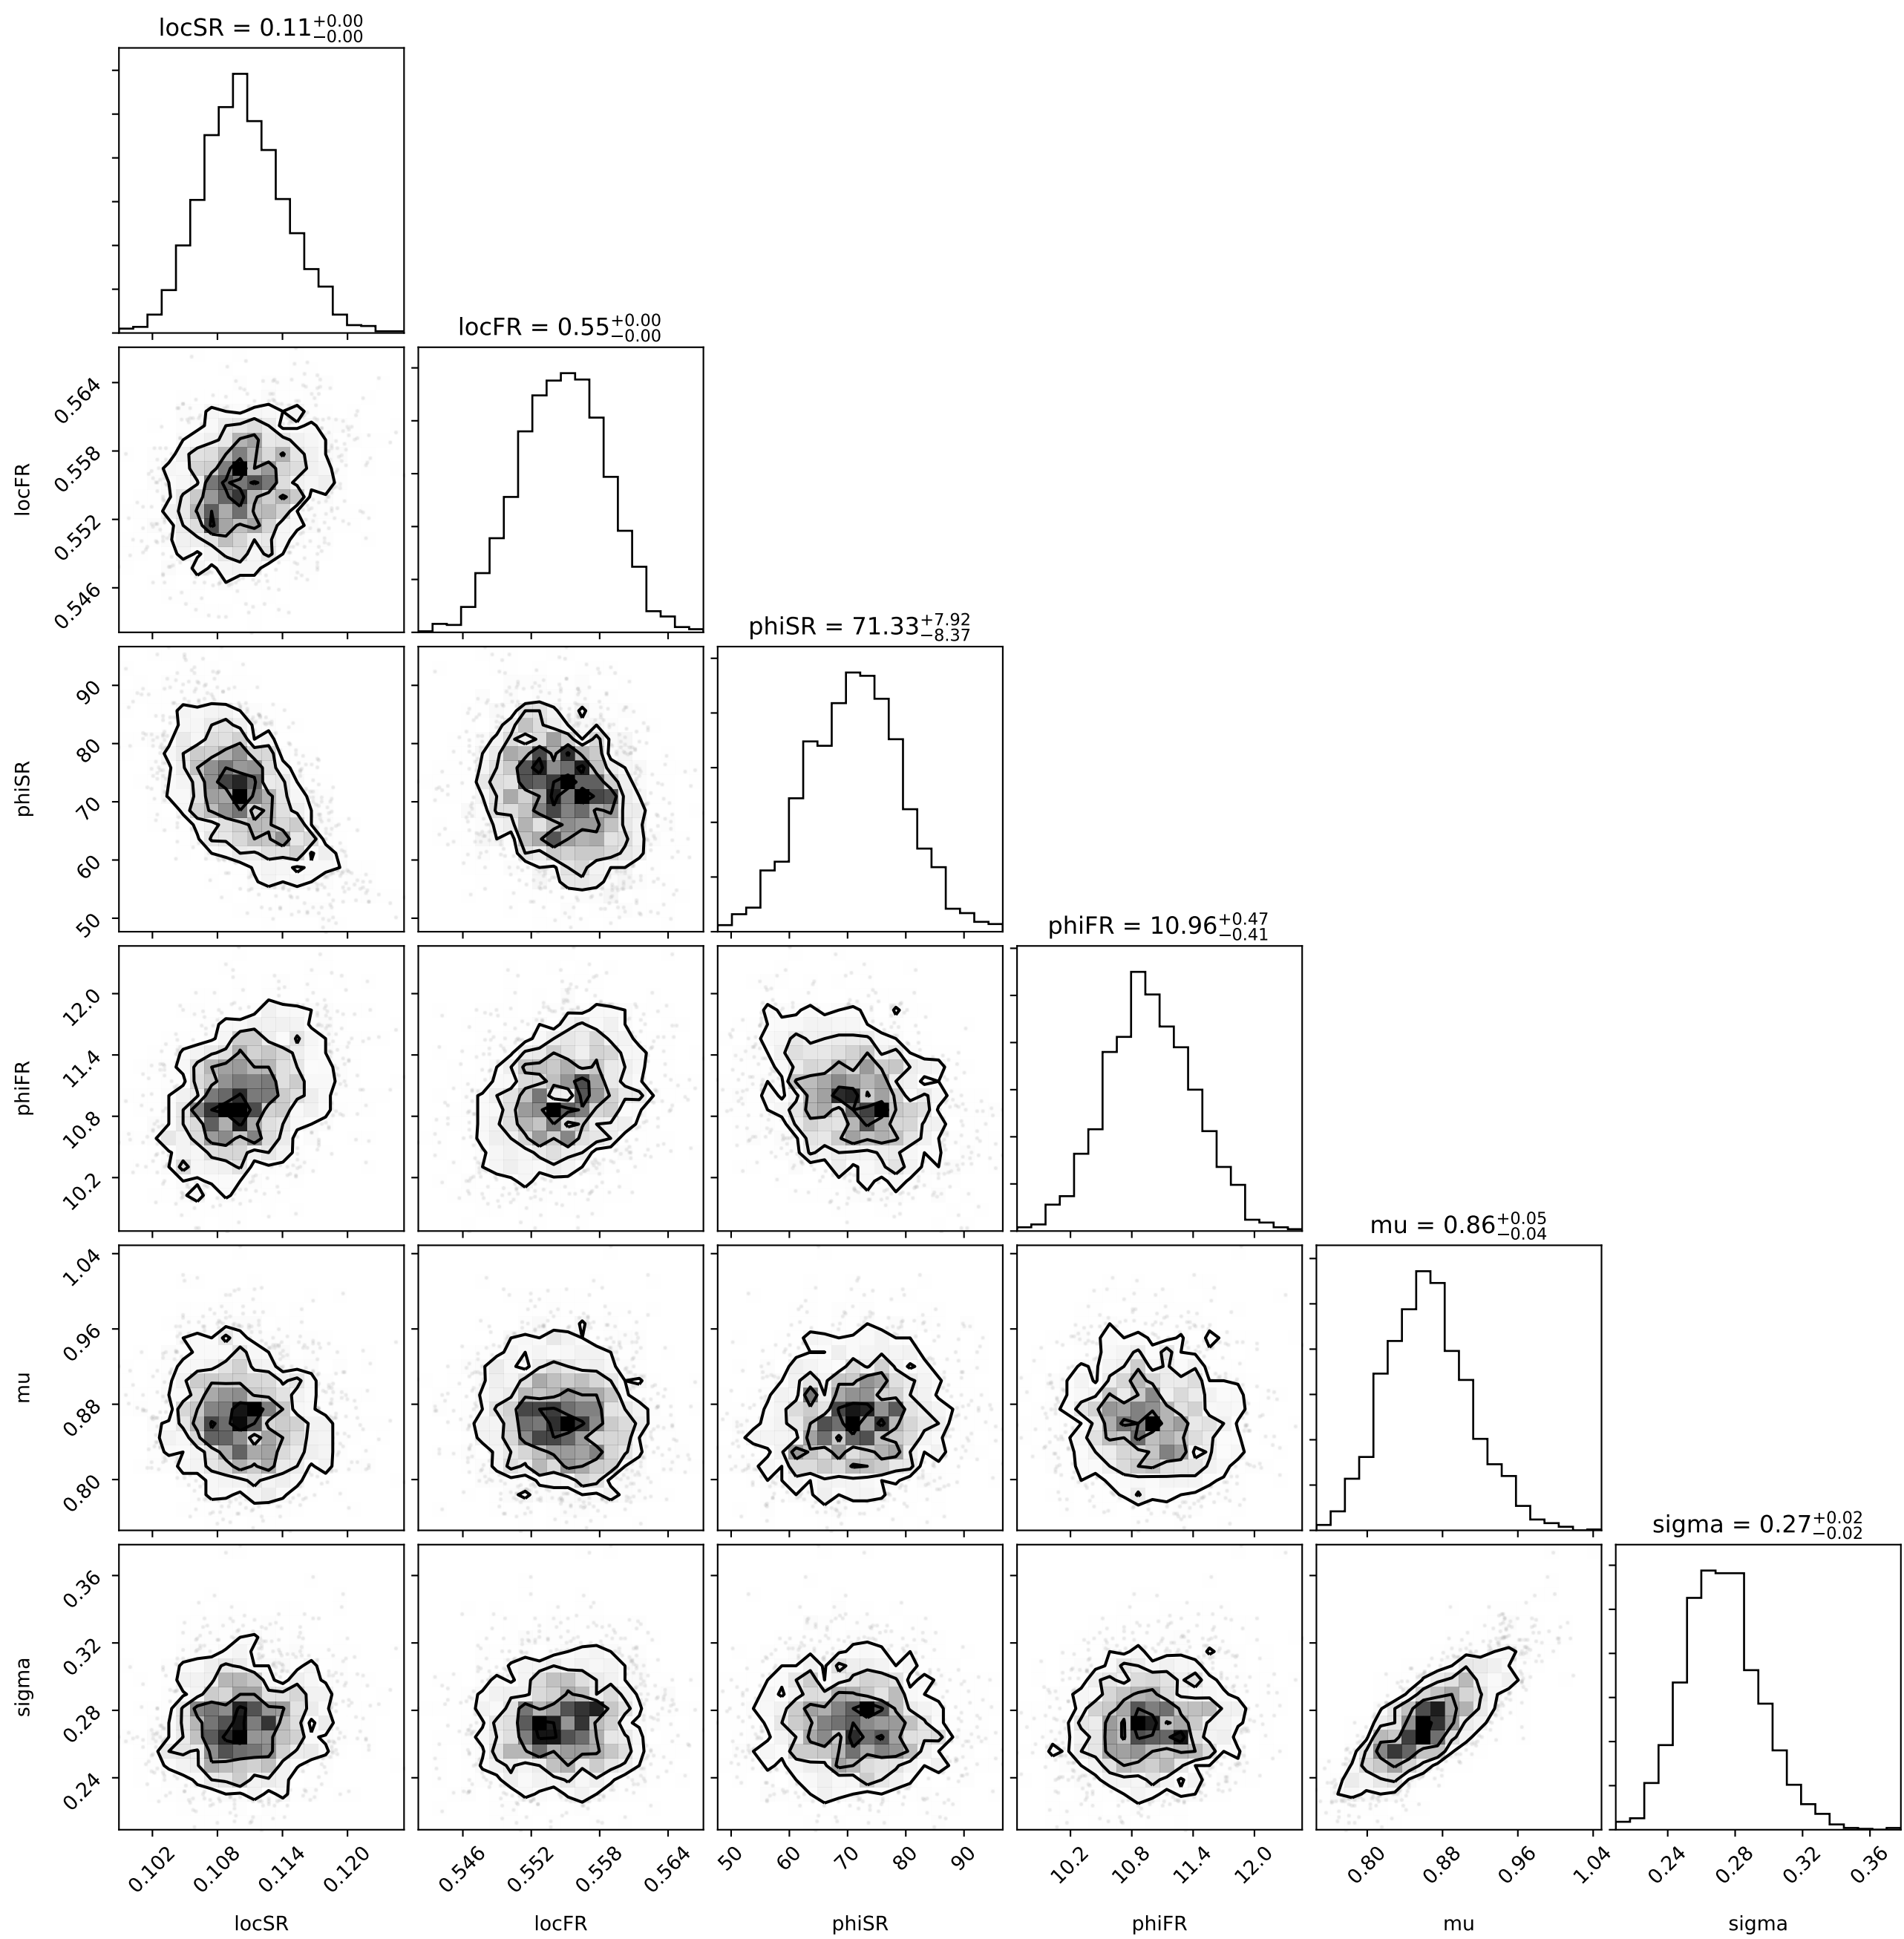 locSR = 0.11+0.00−0.00
locFR = 0.55+0.00−0.00
0.564
0.558
0.552
0.546
locFR
phiSR = 71.33+7.92−8.37
90
80
70
60
50
phiSR
phiFR = 10.96+0.47−0.41
12.0
11.4
10.8
10.2
phiFR
mu = 0.86+0.05−0.04
1.04
0.96
0.88
0.80
mu
sigma = 0.27+0.02−0.02
0.36
0.32
0.28
0.24
sigma
0.102 0.108 0.114 0.120 0.546 0.552 0.558 0.564 50 60 70 80 90 10.2 10.8 11.4 12.0 0.80 0.88 0.96 1.04 0.24 0.28 0.32 0.36
locSR locFR phiSR phiFR mu sigma